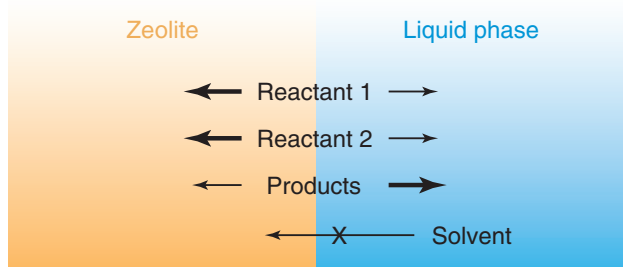 Zeolite
Liquid phase
Reactant 1
Reactant 2
Products
X
Solvent